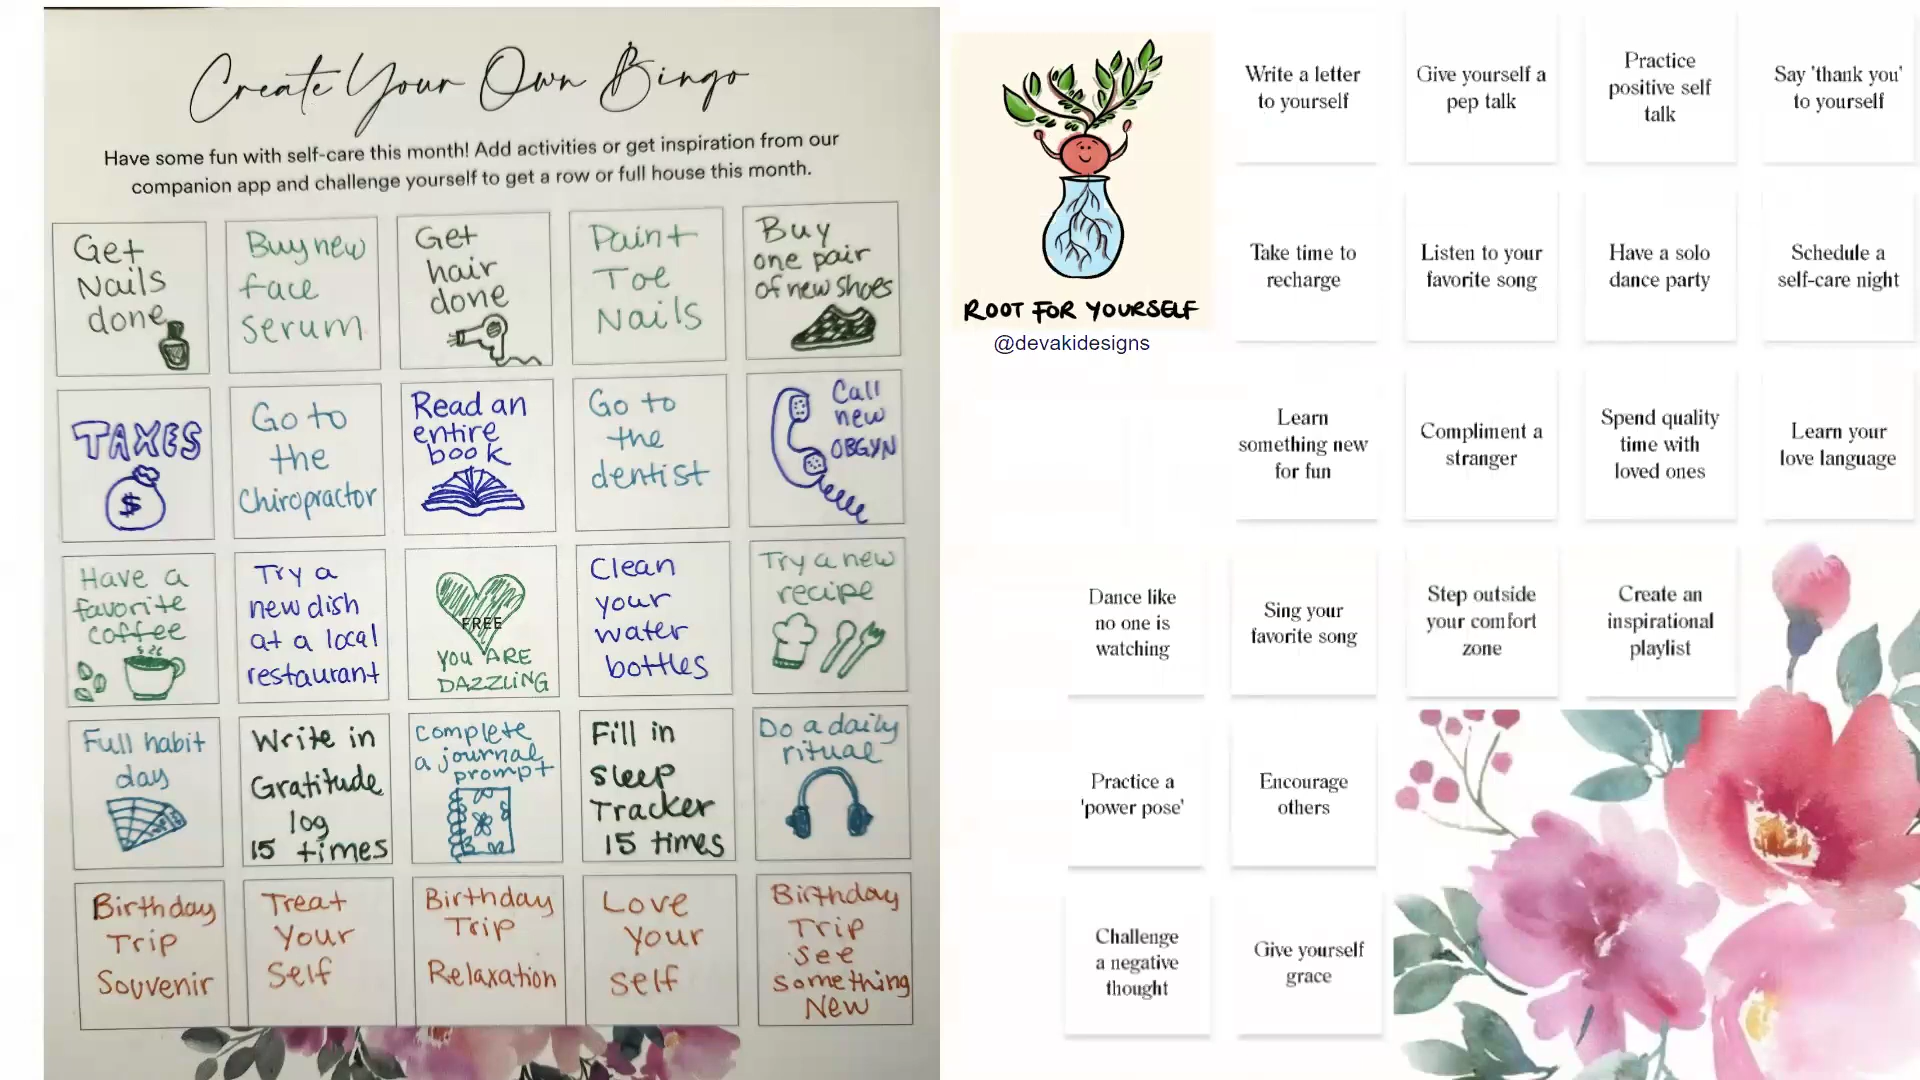 Create Your Own Bingo
Have some fun with self-care this month! Add activities or get inspiration from our
companion app and challenge yourself to get a row or full house this month.
Get
Nails
done
Buy new
face
serum
Get
hair
done
Paint
Toe
Nails
Buy
one pair
of new shoes
TAXES
$
Go to
the
Chiropractor
Read an
entire
book
Go to
the
dentist
Call
new
OBGYN
Have a
favorite
coffee
Try a
new dish
at a local
restaurant
FREE
YOU ARE
DAZZLING
Clean
your
water
bottles
Try a new
recipe
Full habit
day
Write in
Gratitude
log
15 times
Complete
a journal
prompt
Fill in
Sleep
Tracker
15 times
Do a daily
ritual
Birthday
Trip
Souvenir
Treat
Your
Self
Birthday
Trip
Relaxation
Love
Your
Self
Birthday
Trip
See
Something
New
ROOT FOR YOURSELF
@devakidesigns
Write a letter
to yourself
Give yourself a
pep talk
Practice
positive self
talk
Say 'thank you'
to yourself
Take time to
recharge
Listen to your
favorite song
Have a solo
dance party
Schedule a
self-care night
Learn
something new
for fun
Compliment a
stranger
Spend quality
time with
loved ones
Learn your
love language
Dance like
no one is
watching
Sing your
favorite song
Step outside
your comfort
zone
Create an
inspirational
playlist
Practice a
'power pose'
Encourage
others
Challenge
a negative
thought
Give yourself
grace